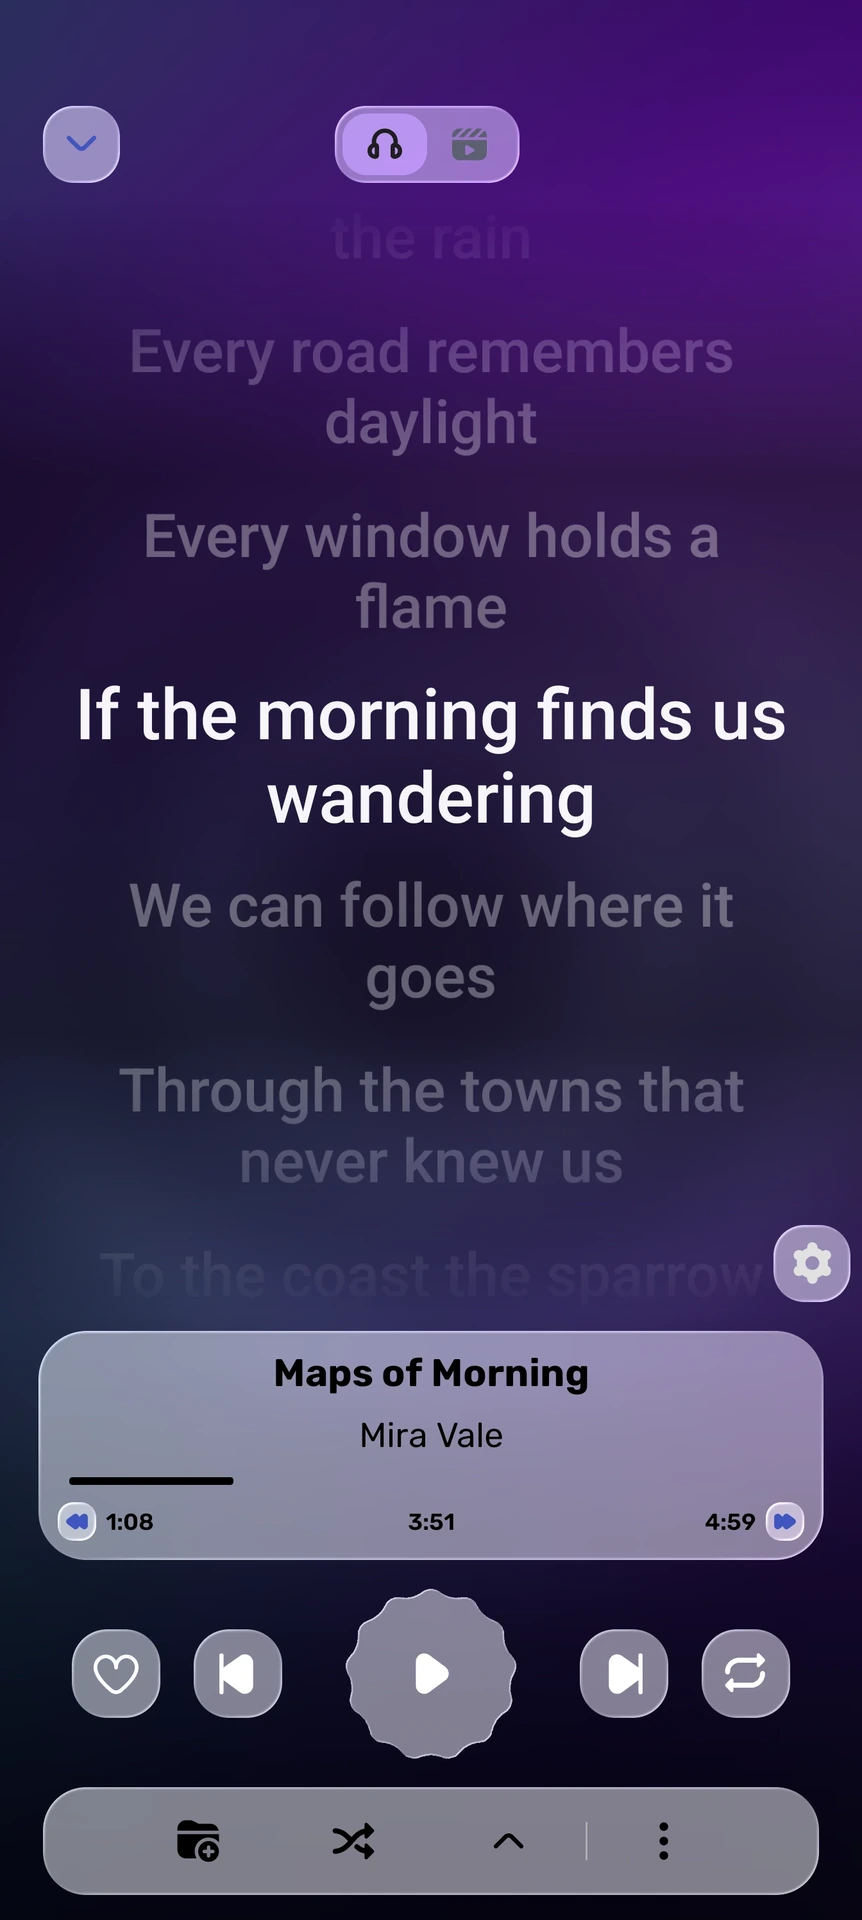 the rain
Every road remembers
daylight
Every window holds a
flame
If the morning finds us
wandering
We can follow where it
goes
Through the towns that
never knew us
To the coast the sparrow
Maps of Morning
Mira Vale
1:08 3:51 4:59